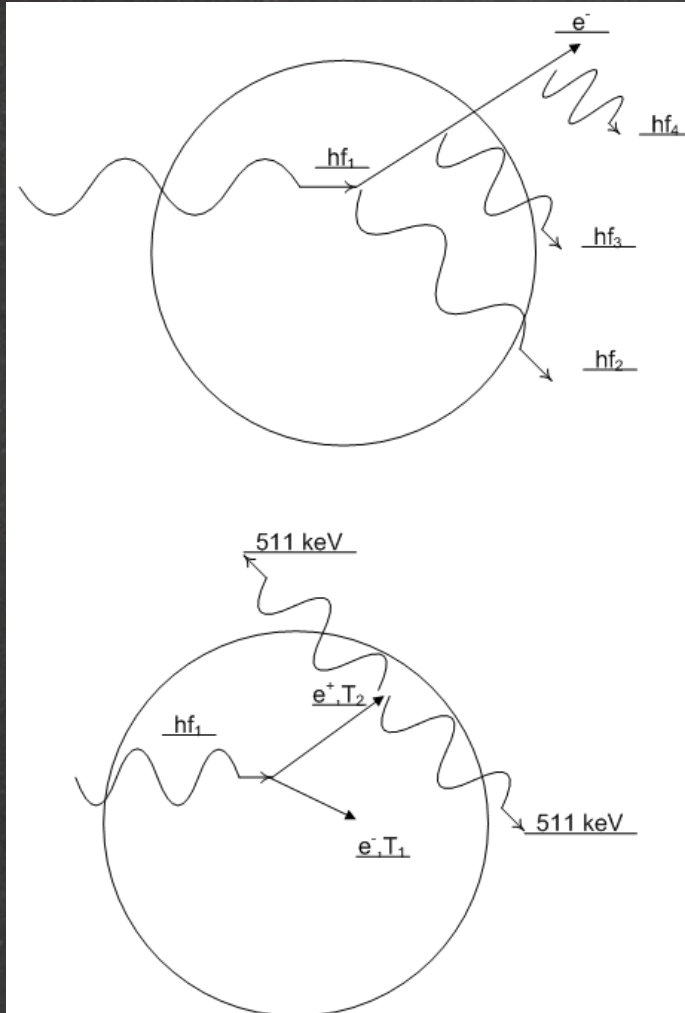 e⁻
hf₄
hf₁
hf₃
hf₂
511 keV
e⁺,T₂
hf₁
e⁻,T₁
511 keV